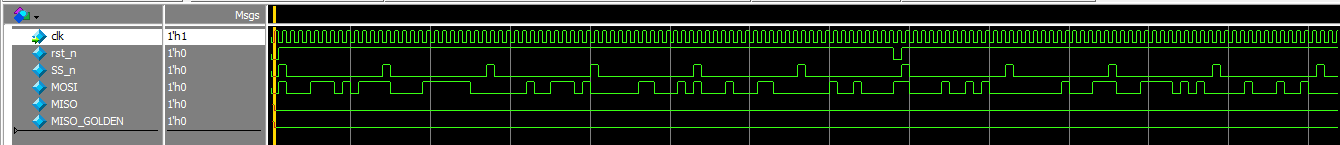 Msgs
clk 1'h1
rst_n 1'h0
SS_n 1'h0
MOSI 1'h0
MISO 1'h0
MISO_GOLDEN 1'h0